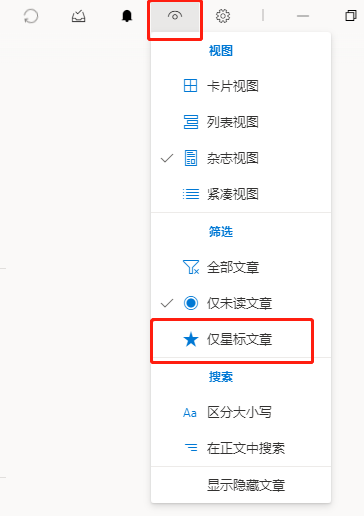 视图
卡片视图
列表视图
杂志视图
紧凑视图
筛选
全部文章
仅未读文章
仅星标文章
搜索
Aa 区分大小写
在正文中搜索
显示隐藏文章